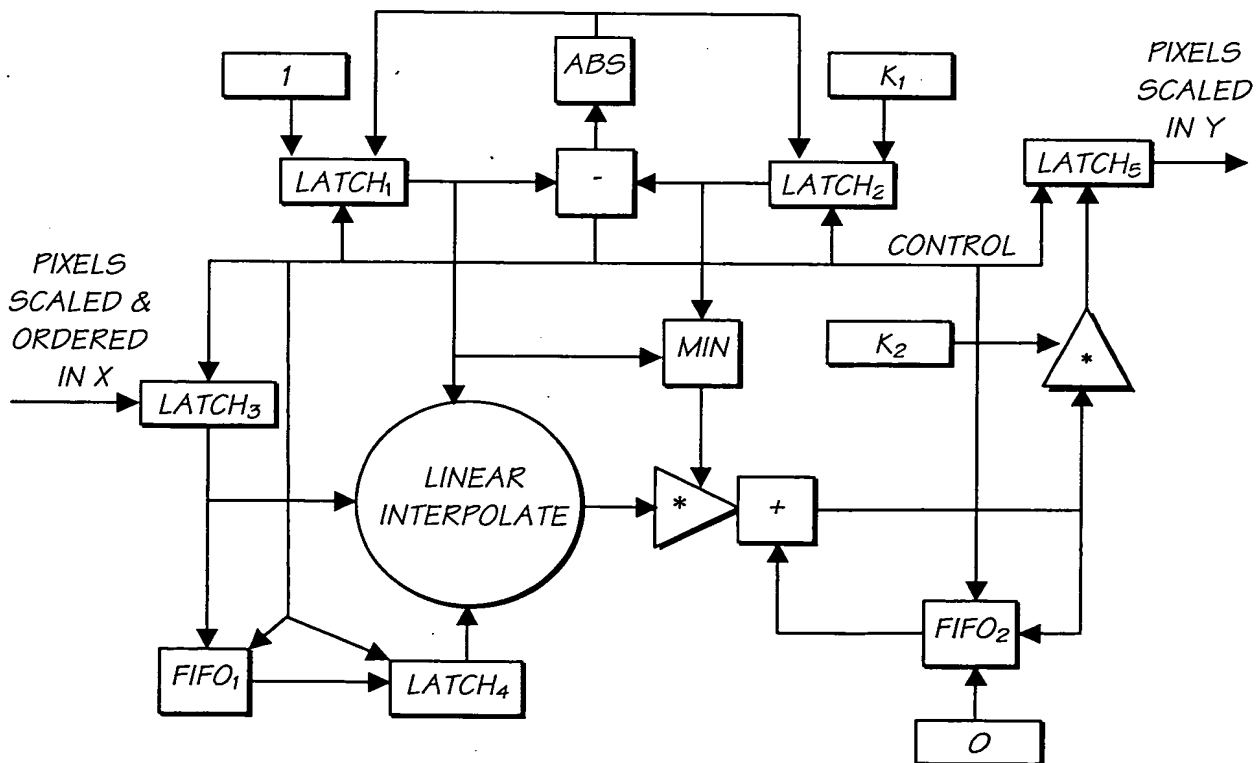 ABS
1
K₁
PIXELS
SCALED
IN Y
LATCH₁
-
LATCH₂
LATCH₅
CONTROL
PIXELS
SCALED &
ORDERED
IN X
MIN
K₂
*
LATCH₃
LINEAR
INTERPOLATE
*
+
FIFO₁
LATCH₄
FIFO₂
0